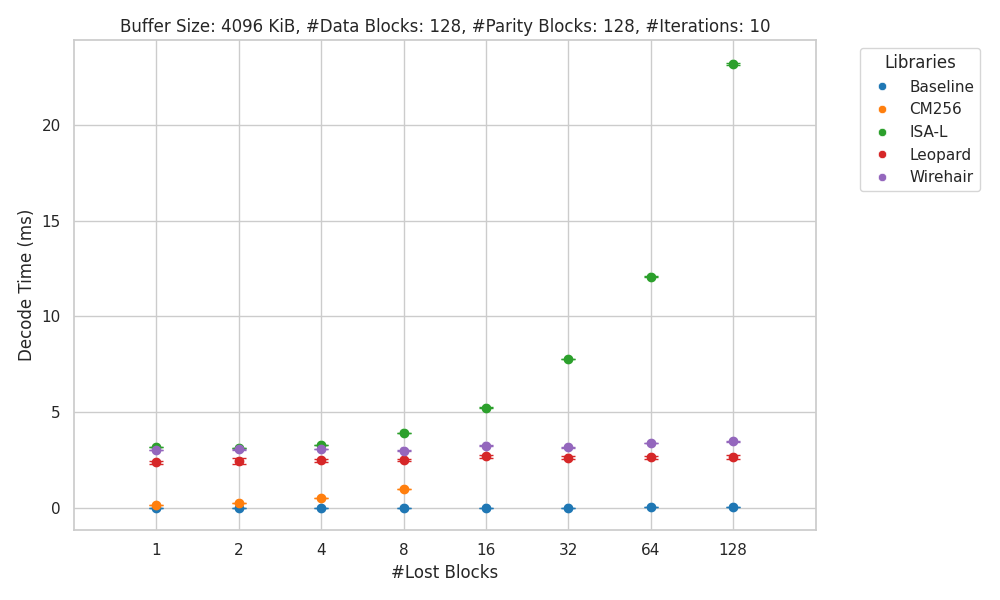 Buffer Size: 4096 KiB, #Data Blocks: 128, #Parity Blocks: 128, #Iterations: 10
Libraries
Baseline
CM256
ISA-L
Leopard
Wirehair
Decode Time (ms)
20
15
10
5
0
1 2 4 8 16 32 64 128
#Lost Blocks